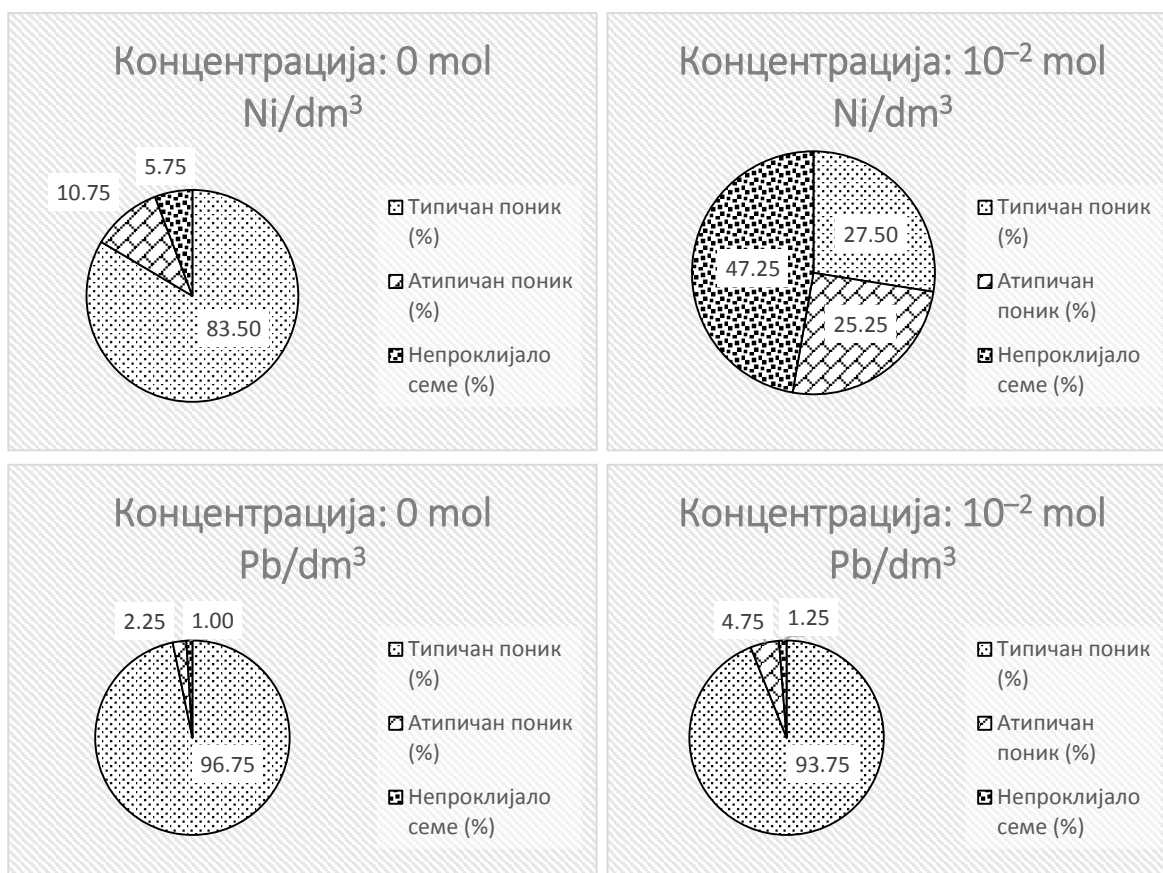 Концентрација: 0 mol
Ni/dm³
5.75
10.75
83.50
Типичан поник
(%)
Атипичан поник
(%)
Непроклијало
семе (%)
Концентрација: 10⁻² mol
Ni/dm³
27.50
47.25
25.25
Типичан поник
(%)
Атипичан
поник (%)
Непроклијало
семе (%)
Концентрација: 0 mol
Pb/dm³
2.25
1.00
96.75
Типичан поник
(%)
Атипичан поник
(%)
Непроклијало
семе (%)
Концентрација: 10⁻² mol
Pb/dm³
4.75
1.25
93.75
Типичан поник
(%)
Атипичан
поник (%)
Непроклијало
семе (%)